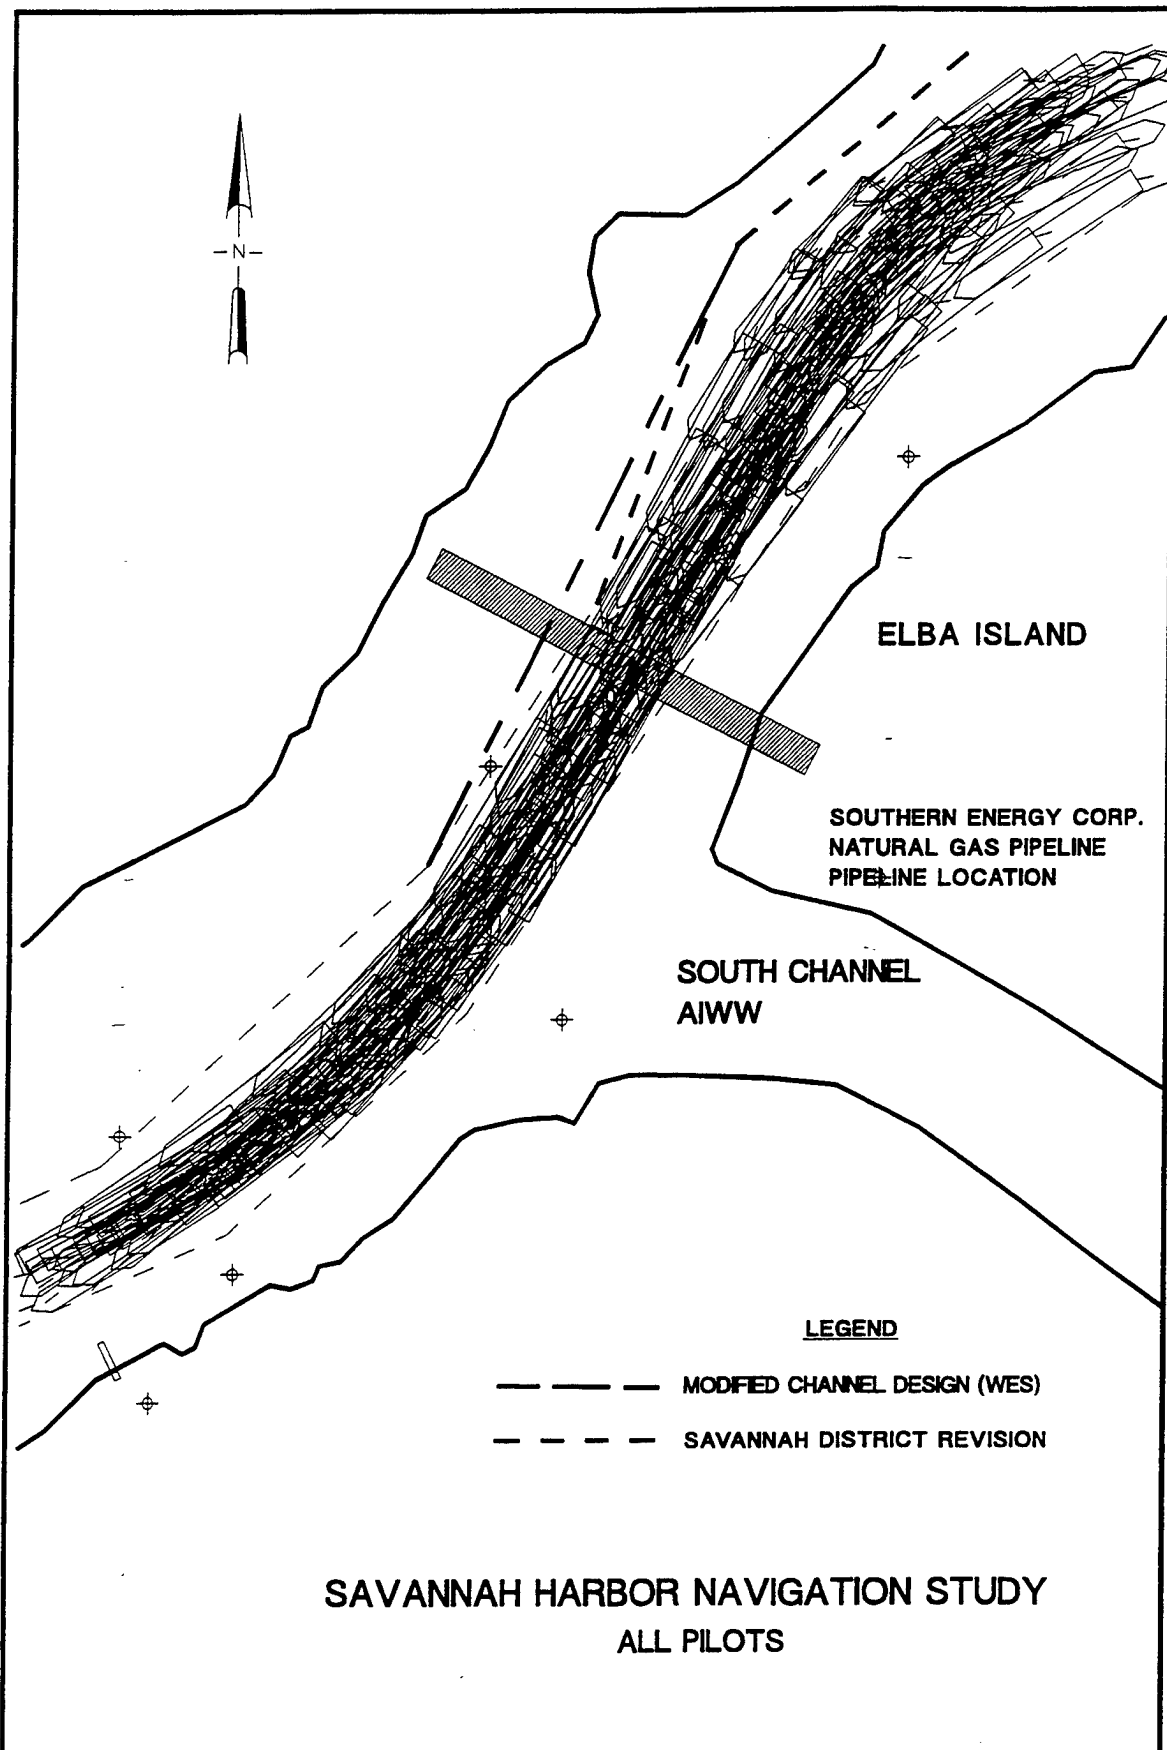 N
ELBA ISLAND
SOUTHERN ENERGY CORP.
NATURAL GAS PIPELINE
PIPELINE LOCATION
SOUTH CHANNEL
AIWW
LEGEND
MODIFIED CHANNEL DESIGN (WES)
SAVANNAH DISTRICT REVISION
SAVANNAH HARBOR NAVIGATION STUDY
ALL PILOTS